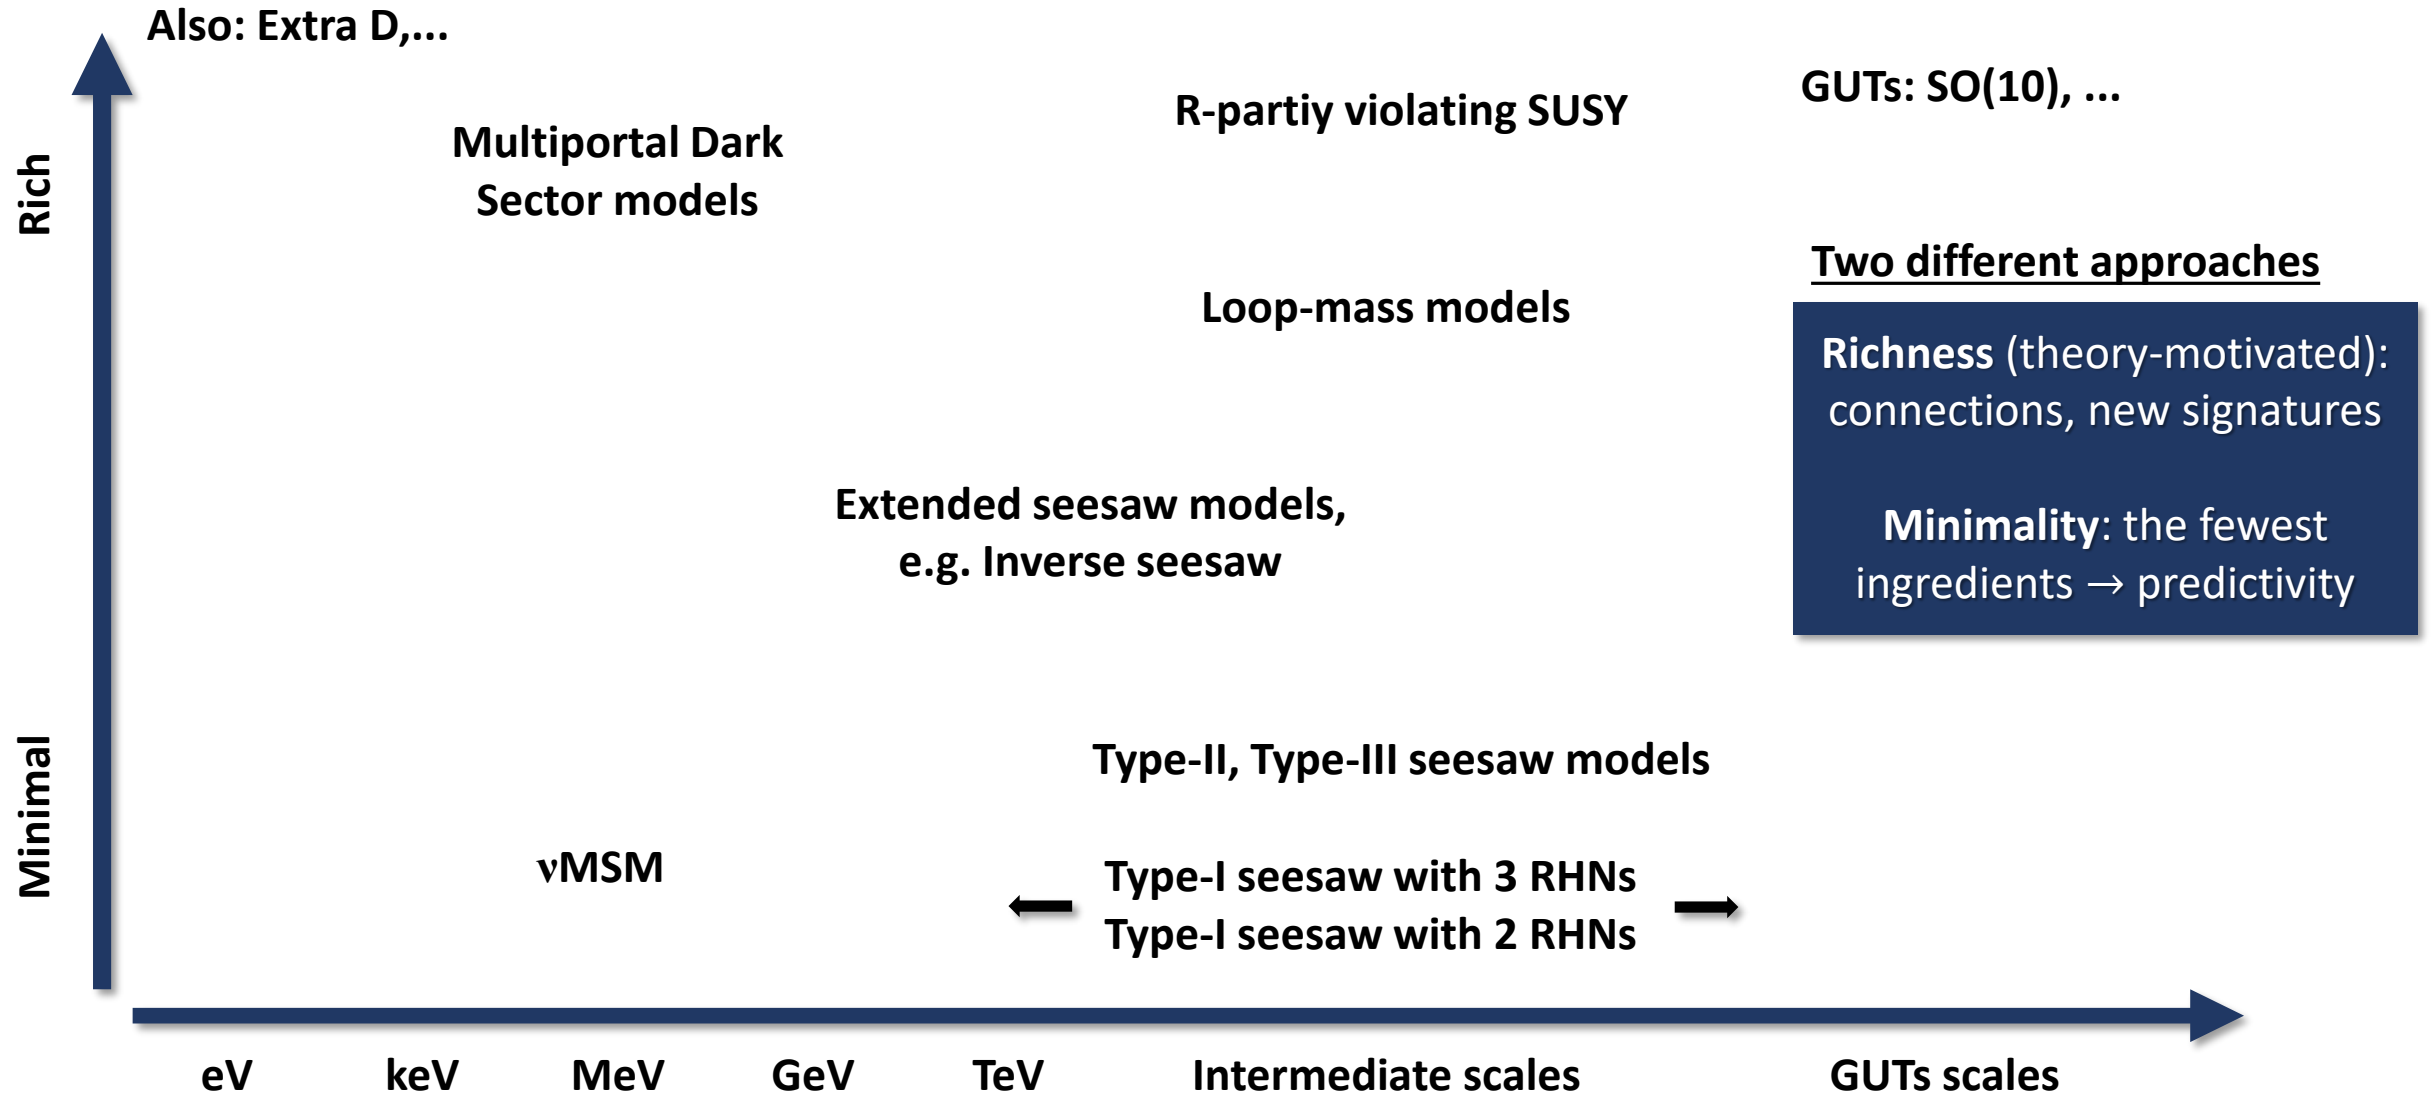 Also: Extra D,...
GUTs: SO(10), ...
R-partiy violating SUSY
Multiportal Dark
Sector models
Rich
Two different approaches
Loop-mass models
Richness (theory-motivated):
connections, new signatures
Minimality: the fewest
ingredients → predictivity
Extended seesaw models,
e.g. Inverse seesaw
Minimal
Type-II, Type-III seesaw models
νMSM
Type-I seesaw with 3 RHNs
Type-I seesaw with 2 RHNs
eV keV MeV GeV TeV Intermediate scales GUTs scales